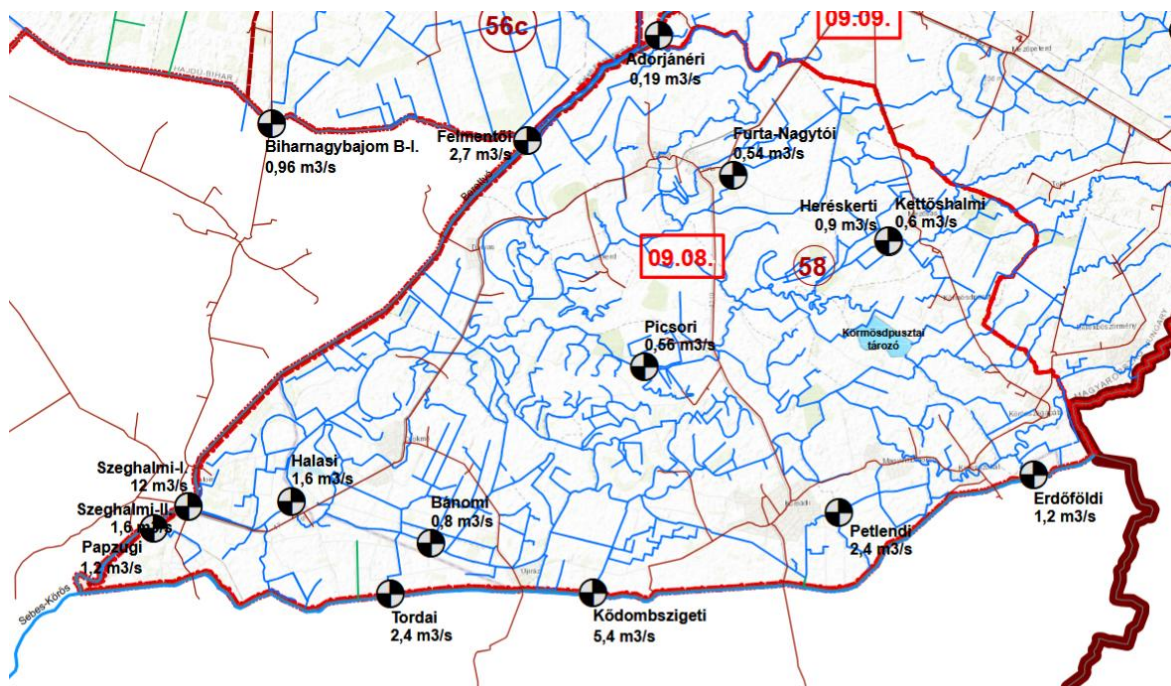 56c
09.09.
Adorjánéri
0,19 m3/s
HAJDÚ-BIHAR
Biharnagybajom B-I.
0,96 m3/s
Felmentői
2,7 m3/s
Furta-Nagytói
0,54 m3/s
Heréskerti
0,9 m3/s
Kettőshalmi
0,6 m3/s
09.08.
58
Picsori
0,56 m3/s
Körmösdpusztai
tározó
Szeghalmi-I.
12 m3/s
Szeghalmi-II.
1,6 m3/s
Papzugi
1,2 m3/s
Halasi
1,6 m3/s
Bánomi
0,8 m3/s
Petlendi
2,4 m3/s
Erdőföldi
1,2 m3/s
Tordai
2,4 m3/s
Ködombszigeti
5,4 m3/s
Sebes-Körös